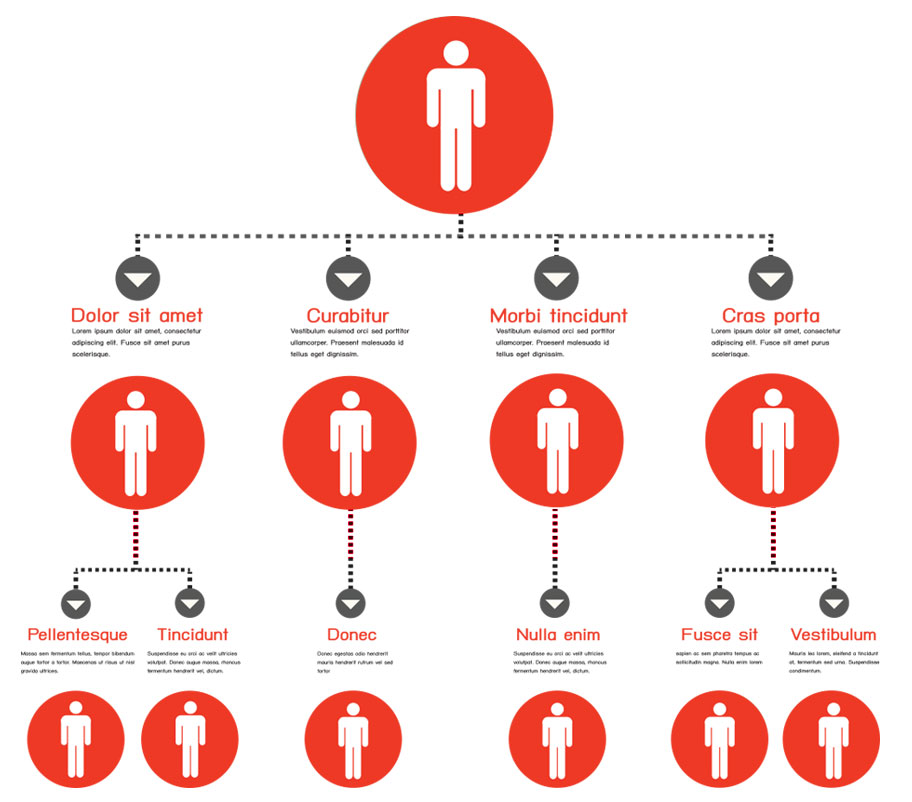 Dolor sit amet
Lorem ipsum dolor sit amet, consectetur
adipiscing elit. Fusce sit amet purus
scelerisque.
Curabitur
Vestibulum euismod orci sed porttitor
ullamcorper. Praesent malesuada id
tellus eget dignissim.
Morbi tincidunt
Vestibulum euismod orci sed porttitor
ullamcorper. Praesent malesuada id
tellus eget dignissim.
Cras porta
Lorem ipsum dolor sit amet, consectetur
adipiscing elit. Fusce sit amet purus
scelerisque.
Pellentesque
Massa sem fermentum tellus, tempor bibendum
augue tortor a tortor. Maecenas ut risus ut nisl
gravida ultrices.
Tincidunt
Suspendisse eu orci ac velit ultricies
volutpat. Donec augue massa, rhoncus
fermentum hendrerit vel, dictum.
Donec
Donec egestas odio hendrerit
mauris hendrerit rutrum vel sed
tortor
Nulla enim
Suspendisse eu orci ac velit ultricies
volutpat. Donec augue massa, rhoncus
fermentum hendrerit vel, dictum.
Fusce sit
sapien ac sem pharetra tempus ac
sollicitudin magna. Nulla enim lorem
Vestibulum
Mauris leo lorem, eleifend a tincidunt
at, fermentum sed urna. Suspendisse
condimentum.